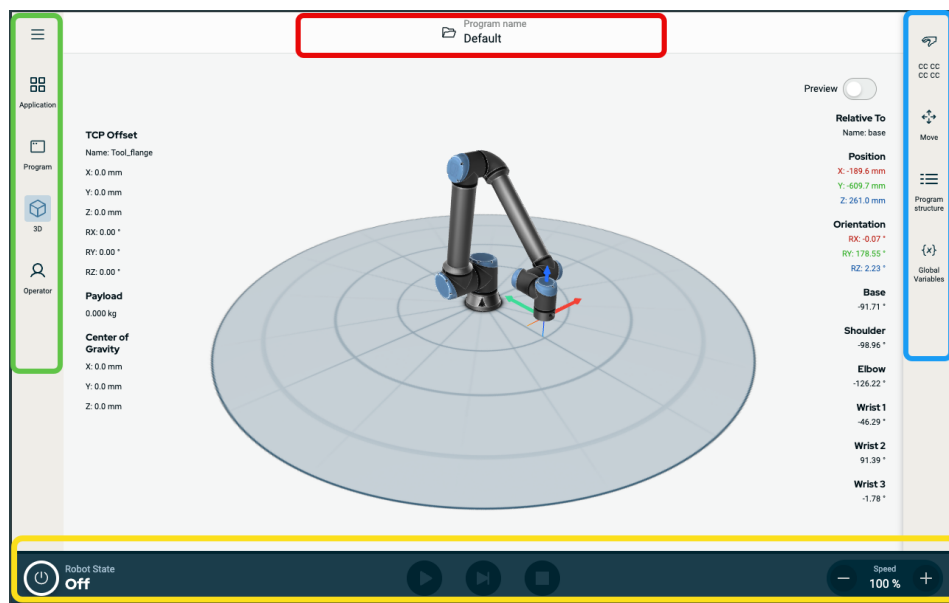 Program name
Default
Application
Program
3D
Operator
TCP Offset
Name: Tool_flange
X: 0.0 mm
Y: 0.0 mm
Z: 0.0 mm
RX: 0.00 °
RY: 0.00 °
RZ: 0.00 °
Payload
0.000 kg
Center of
Gravity
X: 0.0 mm
Y: 0.0 mm
Z: 0.0 mm
Preview
Relative To
Name: base
Position
X: -189.6 mm
Y: -609.7 mm
Z: 261.0 mm
Orientation
RX: -0.07 °
RY: 178.55 °
RZ: 2.23 °
Base
-91.71 °
Shoulder
-98.96 °
Elbow
-126.22 °
Wrist 1
-46.29 °
Wrist 2
91.39 °
Wrist 3
-1.78 °
CC CC
CC CC
Move
Program
structure
{x}
Global
Variables
Robot State
Off
Speed
100 %